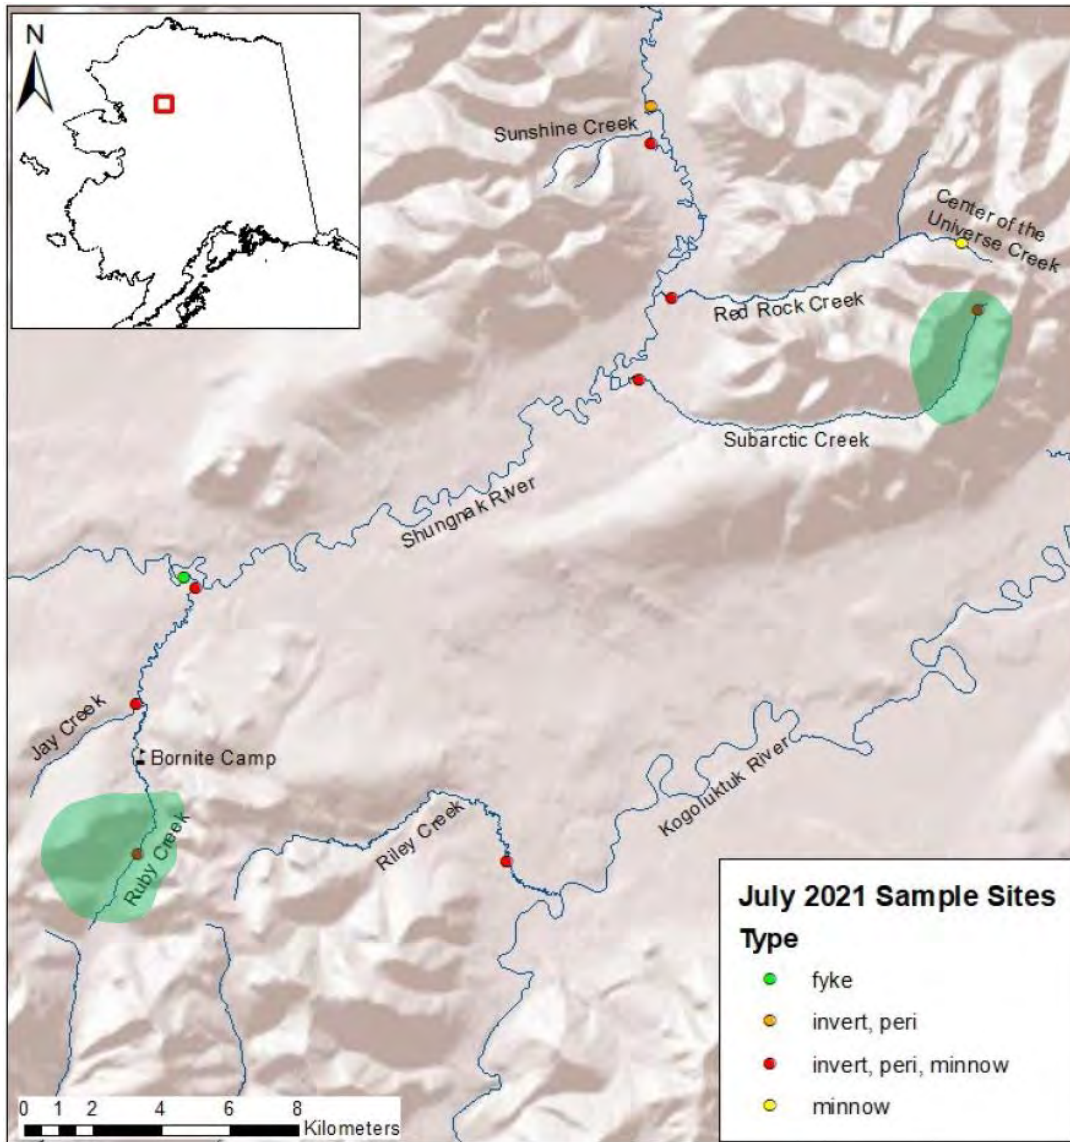 N
Sunshine Creek
Center of the
Universe Creek
Red Rock Creek
Subarctic Creek
Shungnak River
Jay Creek
Bornite Camp
Kogoluktuk River
Riley Creek
Ruby Creek
July 2021 Sample Sites
Type
fyke
invert, peri
invert, peri, minnow
minnow
0 1 2 4 6 8
Kilometers